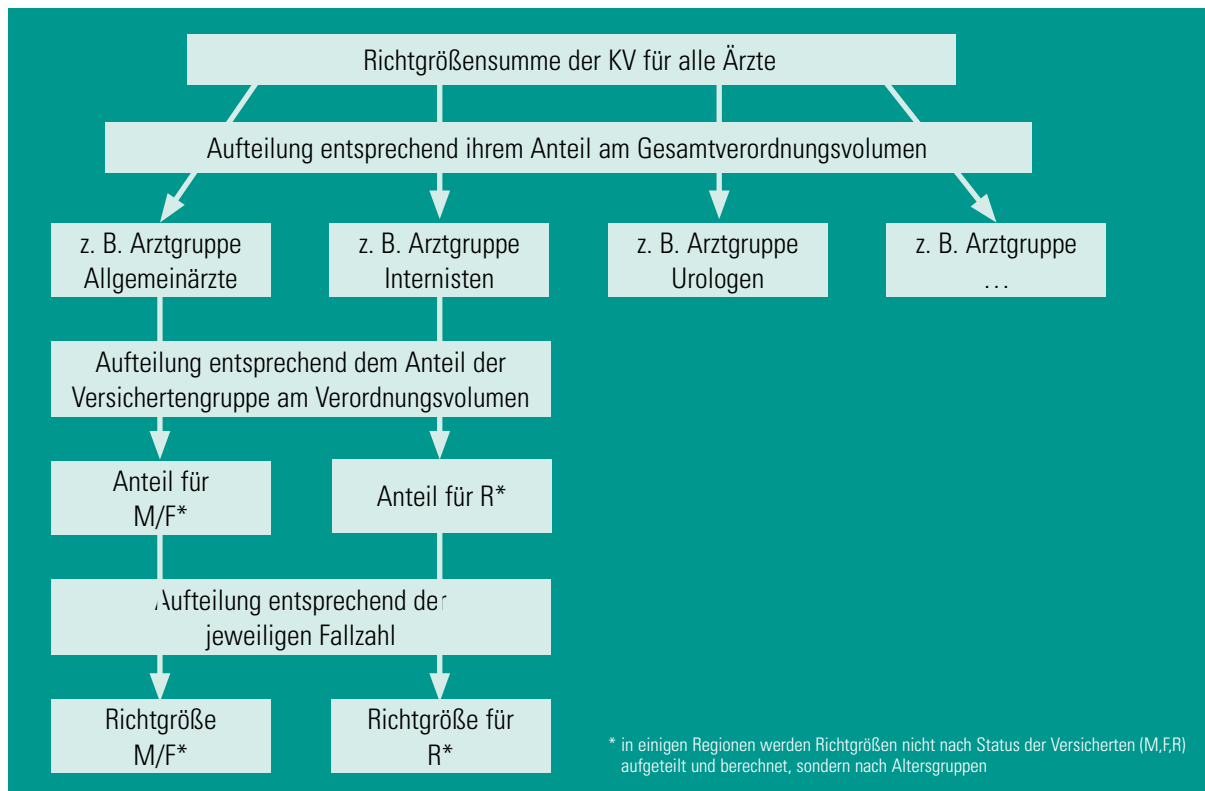 Richtgrößensumme der KV für alle Ärzte
Aufteilung entsprechend ihrem Anteil am Gesamtverordnungsvolumen
z. B. Arztgruppe
Allgemeinärzte
z. B. Arztgruppe
Internisten
z. B. Arztgruppe
Urologen
z. B. Arztgruppe
…
Aufteilung entsprechend dem Anteil der
Versichertengruppe am Verordnungsvolumen
Anteil für
M/F*
Anteil für R*
Aufteilung entsprechend der
jeweiligen Fallzahl
Richtgröße
M/F*
Richtgröße für
R*
* in einigen Regionen werden Richtgrößen nicht nach Status der Versicherten (M,F,R)
aufgeteilt und berechnet, sondern nach Altersgruppen